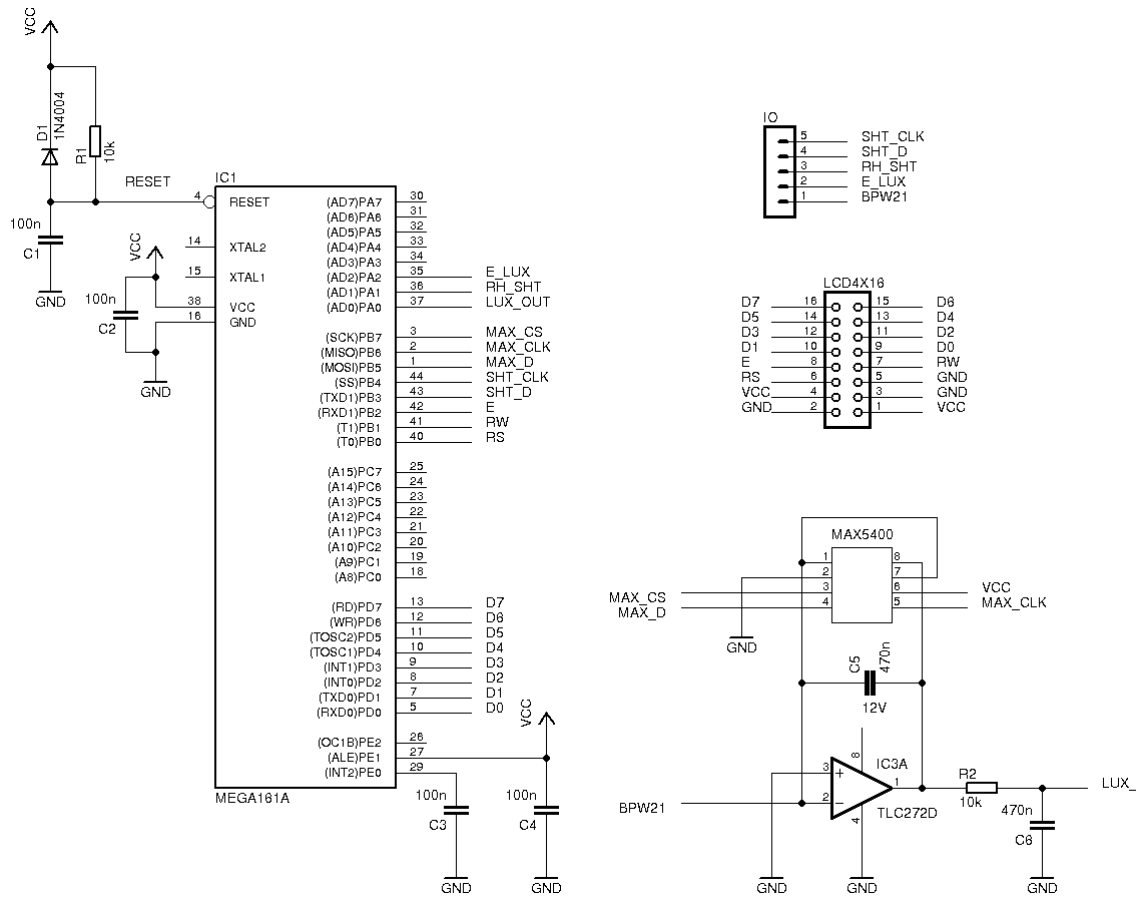 VCC
D1
1N4004
R1
10k
RESET
100n
C1
GND
VCC
100n
C2
GND
IC1
4 RESET
14 XTAL2
15 XTAL1
38 VCC
16 GND
(AD7)PA7 30
(AD6)PA6 31
(AD5)PA5 32
(AD4)PA4 33
(AD3)PA3 34
(AD2)PA2 35 E_LUX
(AD1)PA1 36 RH_SHT
(AD0)PA0 37 LUX_OUT
(SCK)PB7 3 MAX_CS
(MISO)PB6 2 MAX_CLK
(MOSI)PB5 1 MAX_D
(SS)PB4 44 SHT_CLK
(TXD1)PB3 43 SHT_D
(RXD1)PB2 42 E
(T1)PB1 41 RW
(T0)PB0 40 RS
(A15)PC7 25
(A14)PC6 24
(A13)PC5 23
(A12)PC4 22
(A11)PC3 21
(A10)PC2 20
(A9)PC1 19
(A8)PC0 18
(RD)PD7 13 D7
(WR)PD6 12 D6
(TOSC2)PD5 11 D5
(TOSC1)PD4 10 D4
(INT1)PD3 9 D3
(INT0)PD2 8 D2
(TXD0)PD1 7 D1
(RXD0)PD0 5 D0
(OC1B)PE2 26
(ALE)PE1 27
(INT2)PE0 29
MEGA161A
VCC
100n
C3
GND
100n
C4
GND
IO
5 SHT_CLK
4 SHT_D
3 RH_SHT
2 E_LUX
1 BPW21
LCD4X16
D7 16 15 D6
D5 14 13 D4
D3 12 11 D2
D1 10 9 D0
E 8 7 RW
RS 6 5 GND
VCC 4 3 GND
GND 2 1 VCC
MAX5400
1 8
2 7
MAX_CS 3 6 VCC
MAX_D 4 5 MAX_CLK
GND
C5
470n
12V
8
IC3A
3 +
2 −
1
4
TLC272D
BPW21
R2
10k
LUX_
470n
C6
GND
GND
GND